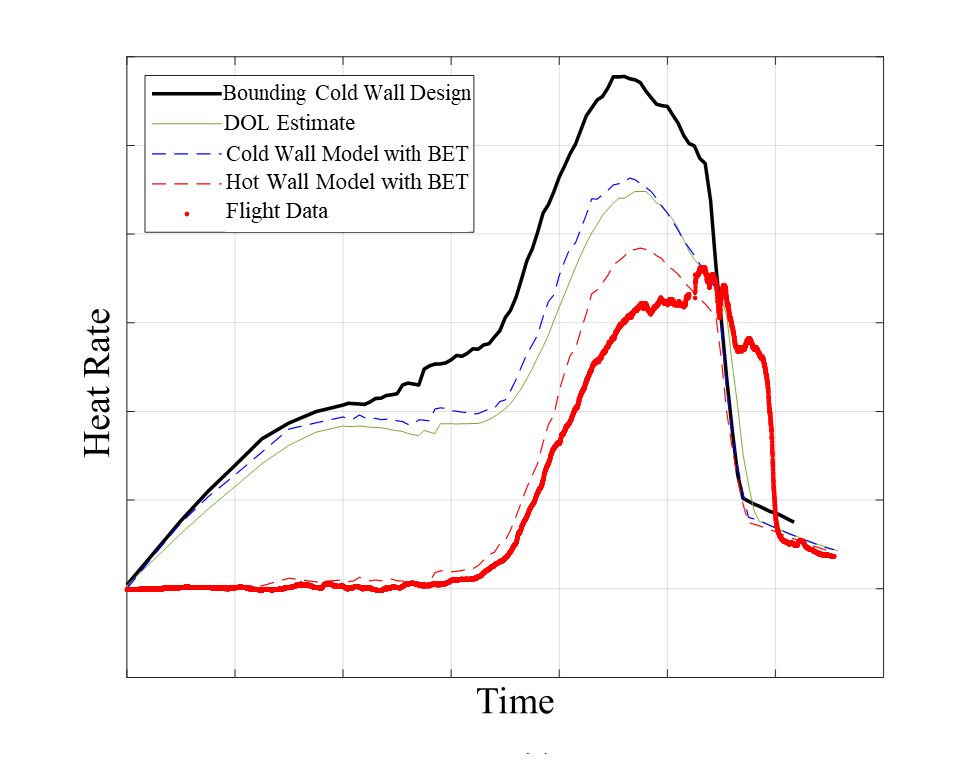 Bounding Cold Wall Design
DOL Estimate
Cold Wall Model with BET
Hot Wall Model with BET
Flight Data
Heat Rate
Time